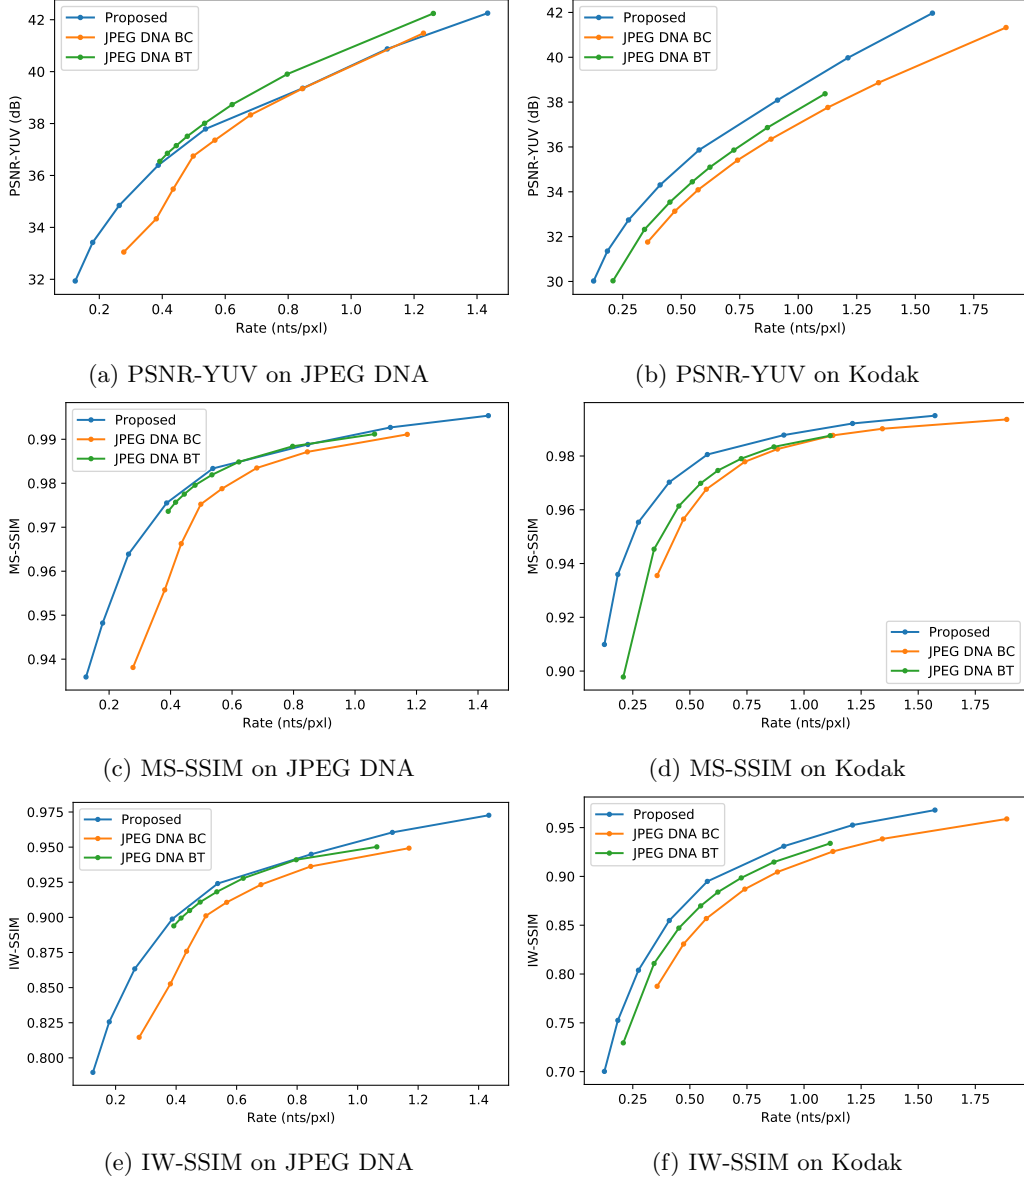 Proposed
JPEG DNA BC
JPEG DNA BT
42
40
38
36
34
32
PSNR-YUV (dB)
0.2 0.4 0.6 0.8 1.0 1.2 1.4
Rate (nts/pxl)
(a) PSNR-YUV on JPEG DNA
Proposed
JPEG DNA BC
JPEG DNA BT
42
40
38
36
34
32
30
PSNR-YUV (dB)
0.25 0.50 0.75 1.00 1.25 1.50 1.75
Rate (nts/pxl)
(b) PSNR-YUV on Kodak
Proposed
JPEG DNA BC
JPEG DNA BT
0.99
0.98
0.97
0.96
0.95
0.94
MS-SSIM
0.2 0.4 0.6 0.8 1.0 1.2 1.4
Rate (nts/pxl)
(c) MS-SSIM on JPEG DNA
0.98
0.96
0.94
0.92
0.90
MS-SSIM
Proposed
JPEG DNA BC
JPEG DNA BT
0.25 0.50 0.75 1.00 1.25 1.50 1.75
Rate (nts/pxl)
(d) MS-SSIM on Kodak
Proposed
JPEG DNA BC
JPEG DNA BT
0.975
0.950
0.925
0.900
0.875
0.850
0.825
0.800
IW-SSIM
0.2 0.4 0.6 0.8 1.0 1.2 1.4
Rate (nts/pxl)
(e) IW-SSIM on JPEG DNA
Proposed
JPEG DNA BC
JPEG DNA BT
0.95
0.90
0.85
0.80
0.75
0.70
IW-SSIM
0.25 0.50 0.75 1.00 1.25 1.50 1.75
Rate (nts/pxl)
(f) IW-SSIM on Kodak